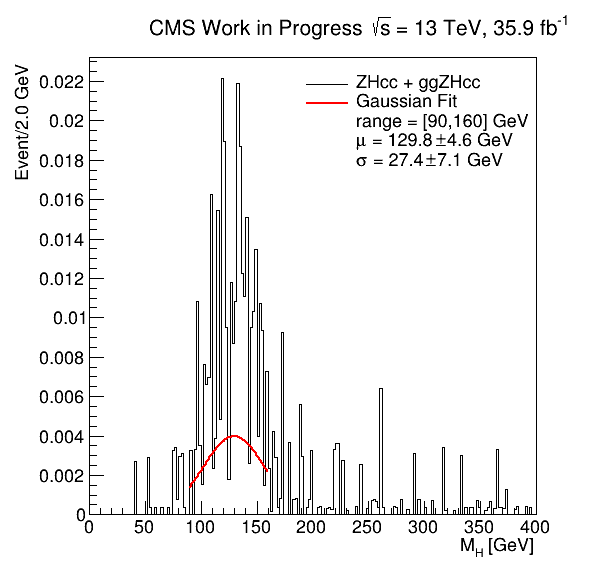 CMS Work in Progress √s = 13 TeV, 35.9 fb⁻¹
Event/2.0 GeV
ZHcc + ggZHcc
Gaussian Fit
range = [90,160] GeV
μ = 129.8±4.6 GeV
σ = 27.4±7.1 GeV
0.022
0.02
0.018
0.016
0.014
0.012
0.01
0.008
0.006
0.004
0.002
0
0 50 100 150 200 250 300 350 400
M_H [GeV]